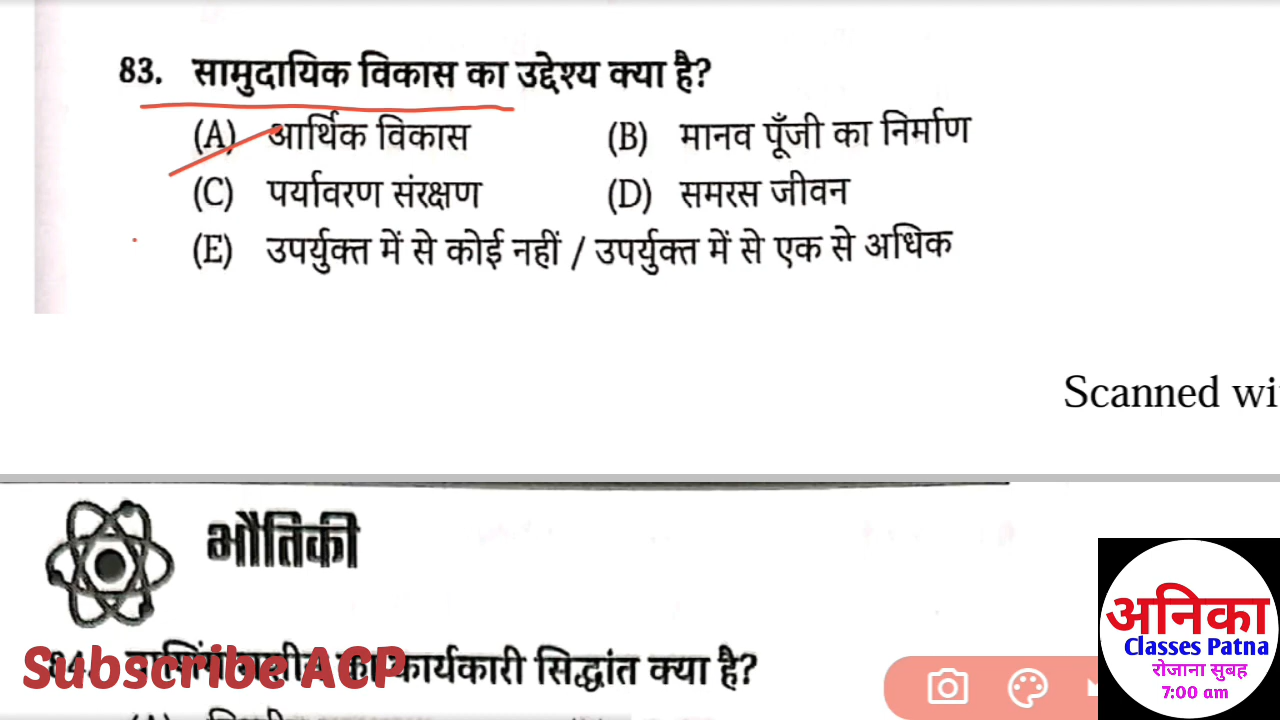 83. सामुदायिक विकास का उद्देश्य क्या है?
(A) आर्थिक विकास (B) मानव पूँजी का निर्माण
(C) पर्यावरण संरक्षण (D) समरस जीवन
(E) उपर्युक्त में से कोई नहीं / उपर्युक्त में से एक से अधिक
Scanned
भौतिकी
Subscribe ACP
84. का कार्यकारी सिद्धांत क्या है?
अनिका
Classes Patna
रोजाना सुबह
7:00 am